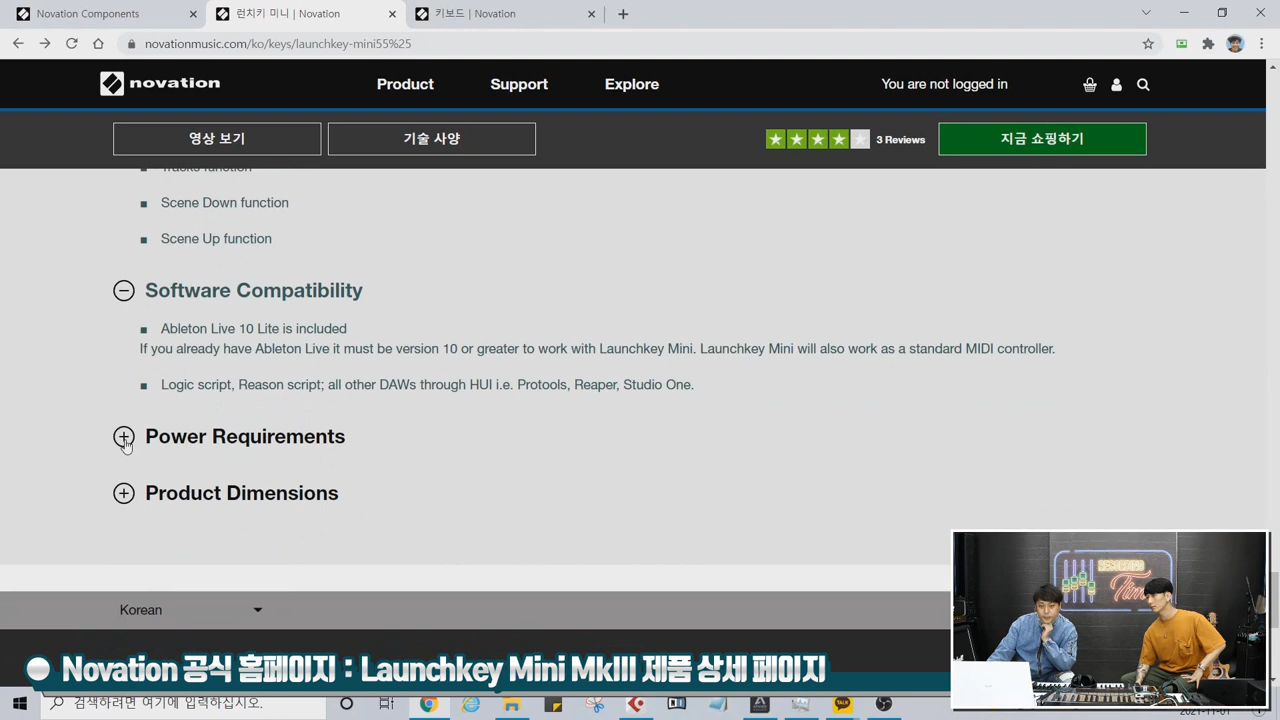 Novation Components
런치키 미니 | Novation
키보드 | Novation
novationmusic.com/ko/keys/launchkey-mini55%25
novation
Product
Support
Explore
You are not logged in
영상 보기
기술 사양
3 Reviews
지금 쇼핑하기
Tracks function
Scene Down function
Scene Up function
Software Compatibility
Ableton Live 10 Lite is included
If you already have Ableton Live it must be version 10 or greater to work with Launchkey Mini. Launchkey Mini will also work as a standard MIDI controller.
Logic script, Reason script; all other DAWs through HUI i.e. Protools, Reaper, Studio One.
Power Requirements
Product Dimensions
RECORDING
Time
Korean
Novation 공식 홈페이지 : Launchkey Mini MkIII 제품 상세 페이지
검색하려면 여기에 입력하십시오.
2021-11-01